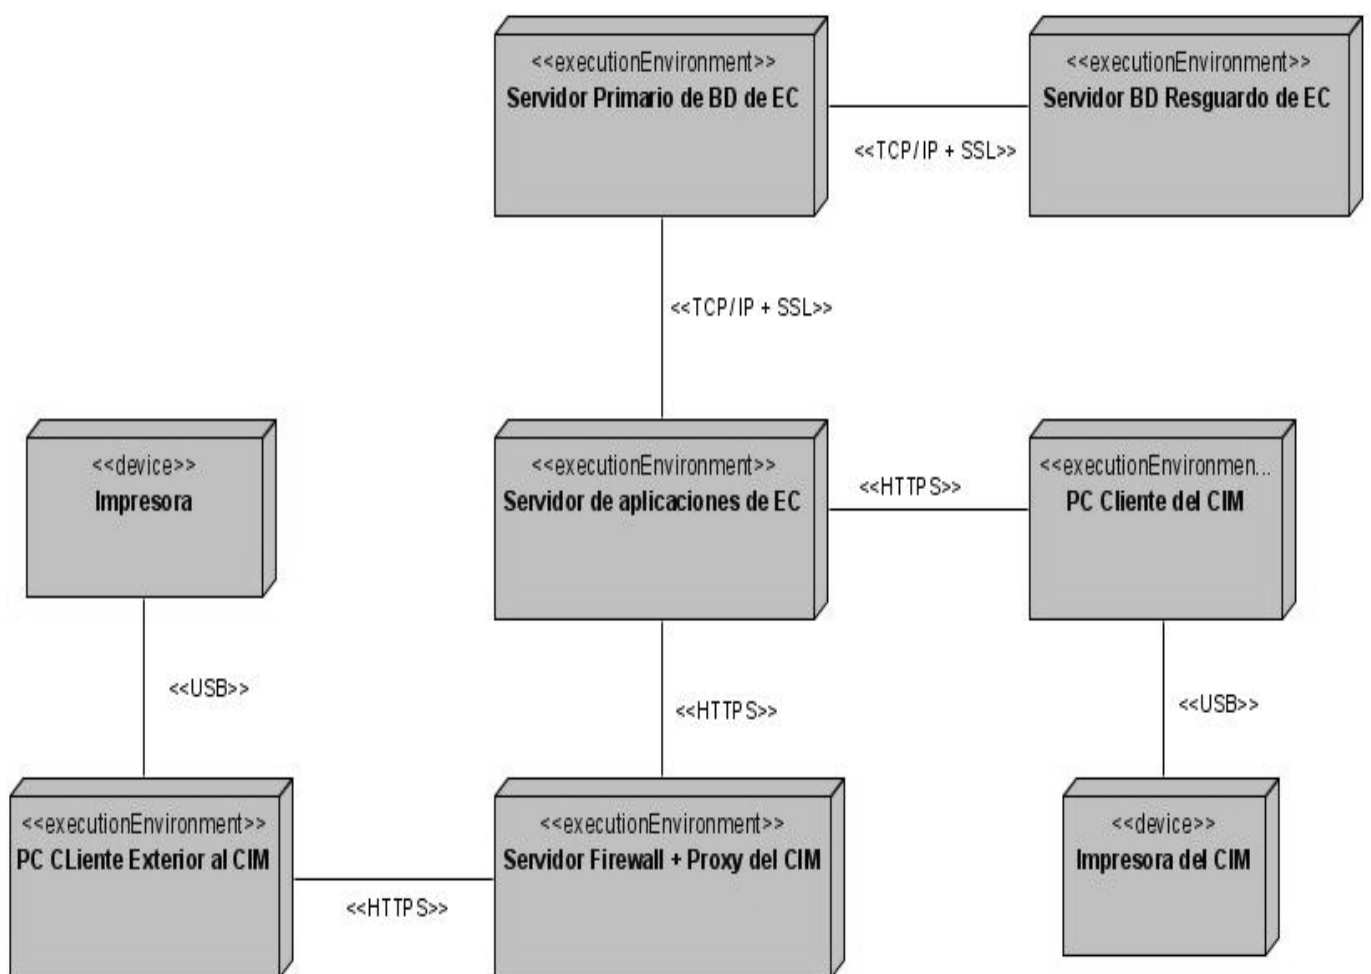 <<executionEnvironment>>
Servidor Primario de BD de EC
<<executionEnvironment>>
Servidor BD Resguardo de EC
<<TCP/IP + SSL>>
<<TCP/IP + SSL>>
<<device>>
Impresora
<<executionEnvironment>>
Servidor de aplicaciones de EC
<<HTTPS>>
<<executionEnvironmen...
PC Cliente del CIM
<<USB>>
<<HTTPS>>
<<USB>>
<<executionEnvironment>>
PC CLiente Exterior al CIM
<<executionEnvironment>>
Servidor Firewall + Proxy del CIM
<<device>>
Impresora del CIM
<<HTTPS>>